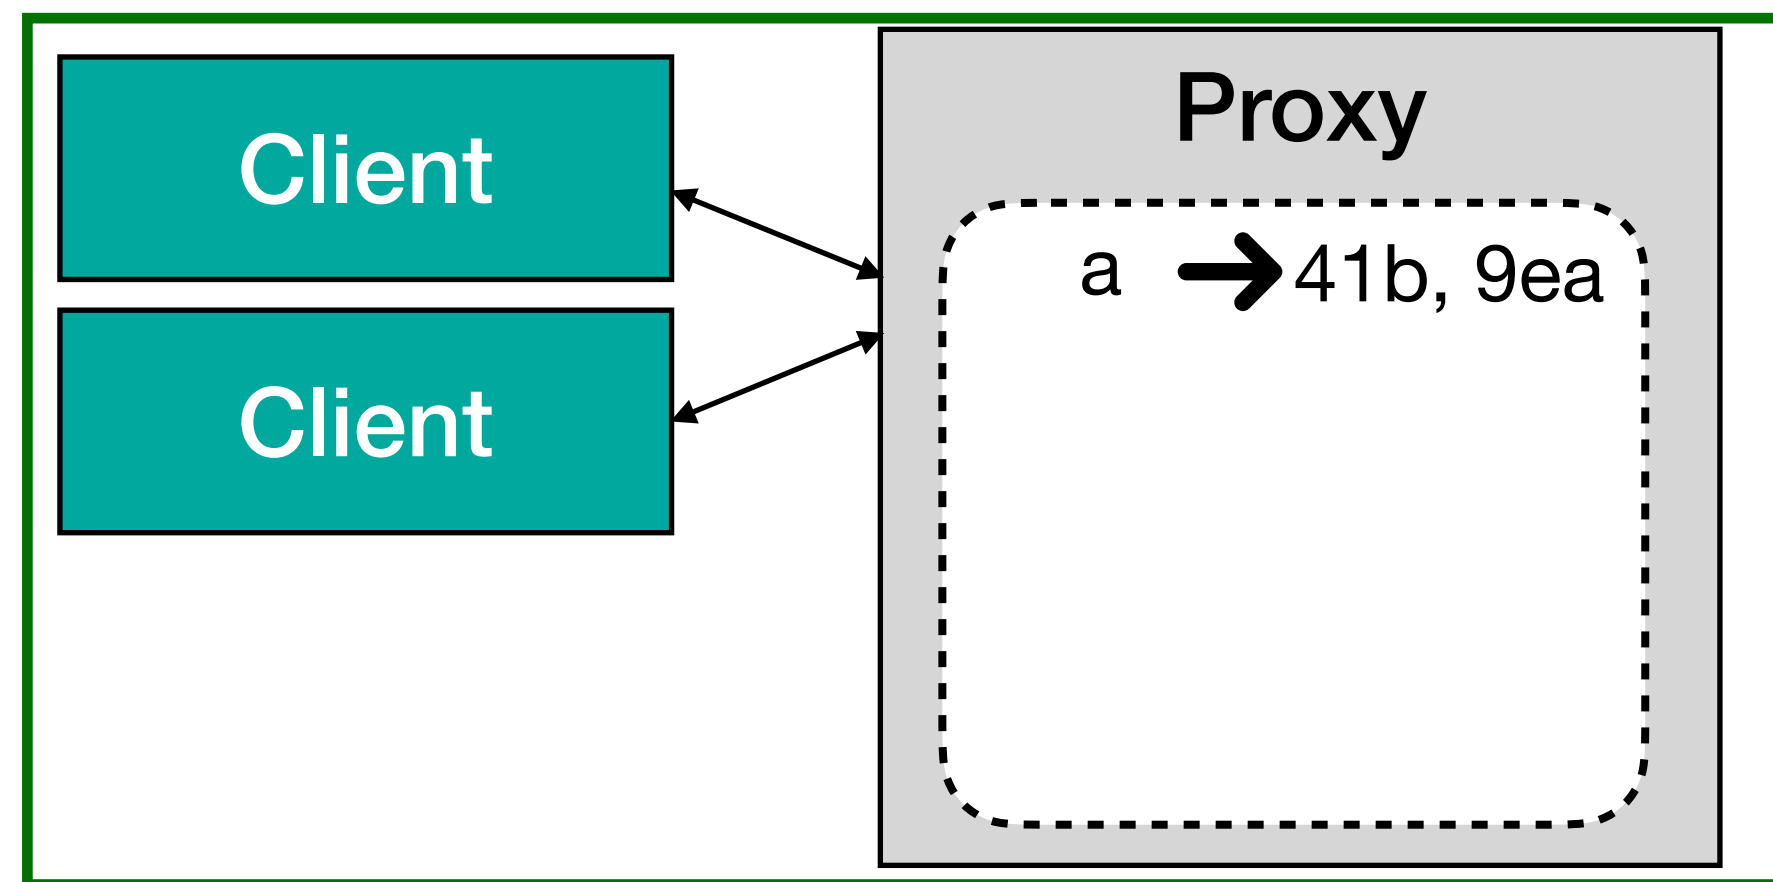 Client
Client
Proxy
a → 41b, 9ea